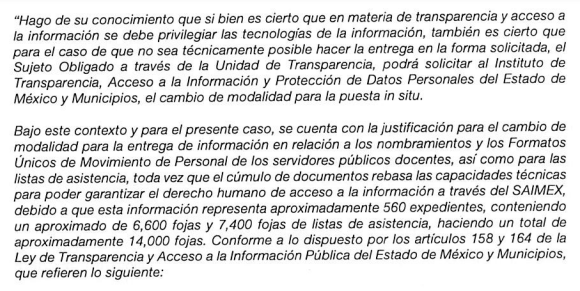 “Hago de su conocimiento que si bien es cierto que en materia de transparencia y acceso a
la información se debe privilegiar las tecnologías de la información, también es cierto que
para el caso de que no sea técnicamente posible hacer la entrega en la forma solicitada, el
Sujeto Obligado a través de la Unidad de Transparencia, podrá solicitar al Instituto de
Transparencia, Acceso a la Información y Protección de Datos Personales del Estado de
México y Municipios, el cambio de modalidad para la puesta in situ.
Bajo este contexto y para el presente caso, se cuenta con la justificación para el cambio de
modalidad para la entrega de información en relación a los nombramientos y los Formatos
Únicos de Movimiento de Personal de los servidores públicos docentes, así como para las
listas de asistencia, toda vez que el cúmulo de documentos rebasa las capacidades técnicas
para poder garantizar el derecho humano de acceso a la información a través del SAIMEX,
debido a que esta información representa aproximadamente 560 expedientes, conteniendo
un aproximado de 6,600 fojas y 7,400 fojas de listas de asistencia, haciendo un total de
aproximadamente 14,000 fojas. Conforme a lo dispuesto por los artículos 158 y 164 de la
Ley de Transparencia y Acceso a la Información Pública del Estado de México y Municipios,
que refieren lo siguiente: